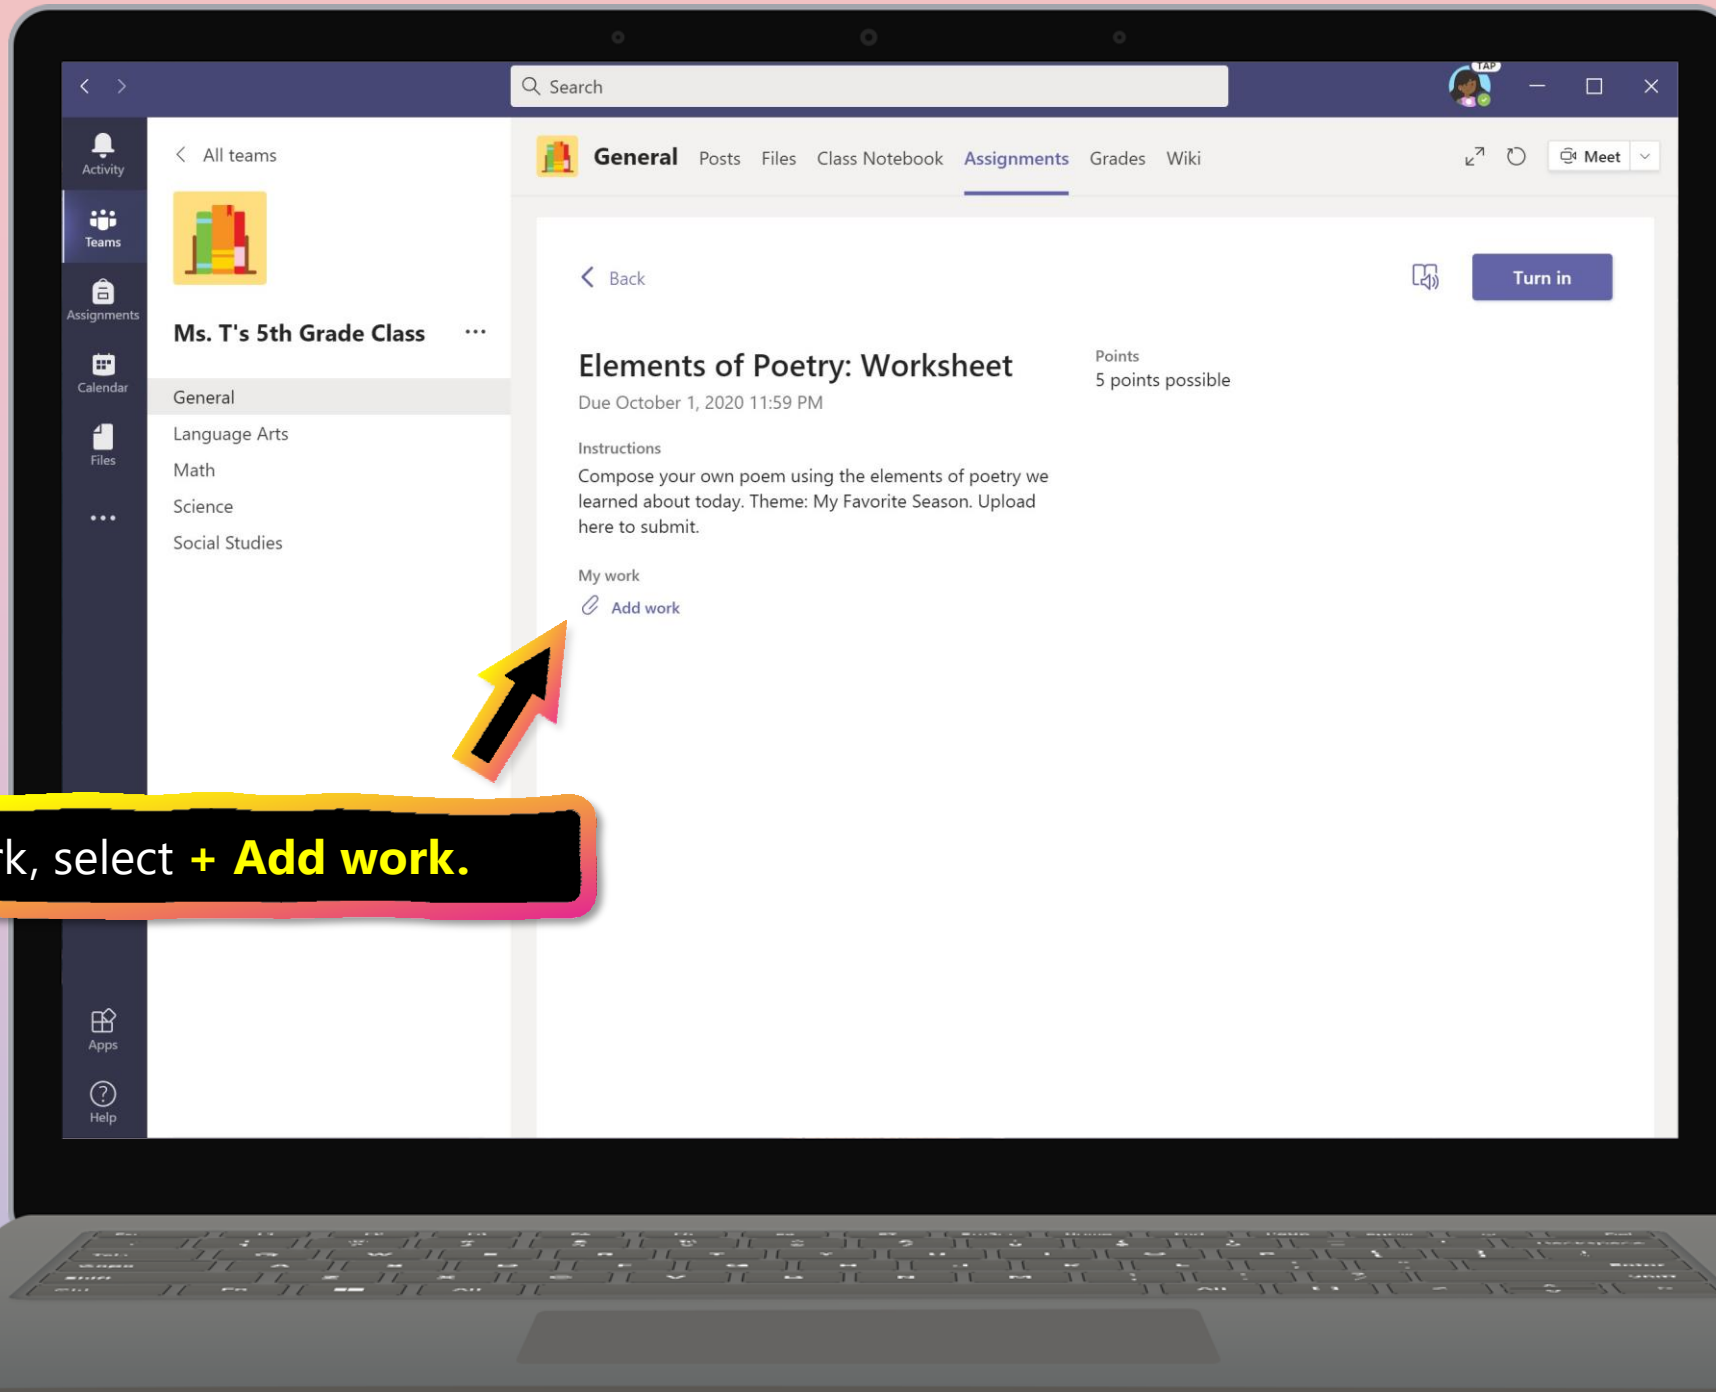 TAP
Search
Activity
Teams
Assignments
Calendar
Files
Apps
Help
All teams
Ms. T's 5th Grade Class
General
Language Arts
Math
Science
Social Studies
General Posts Files Class Notebook Assignments Grades Wiki
Meet
Back
Turn in
Elements of Poetry: Worksheet
Due October 1, 2020 11:59 PM
Points
5 points possible
Instructions
Compose your own poem using the elements of poetry we
learned about today. Theme: My Favorite Season. Upload
here to submit.
My work
Add work
select + Add work.